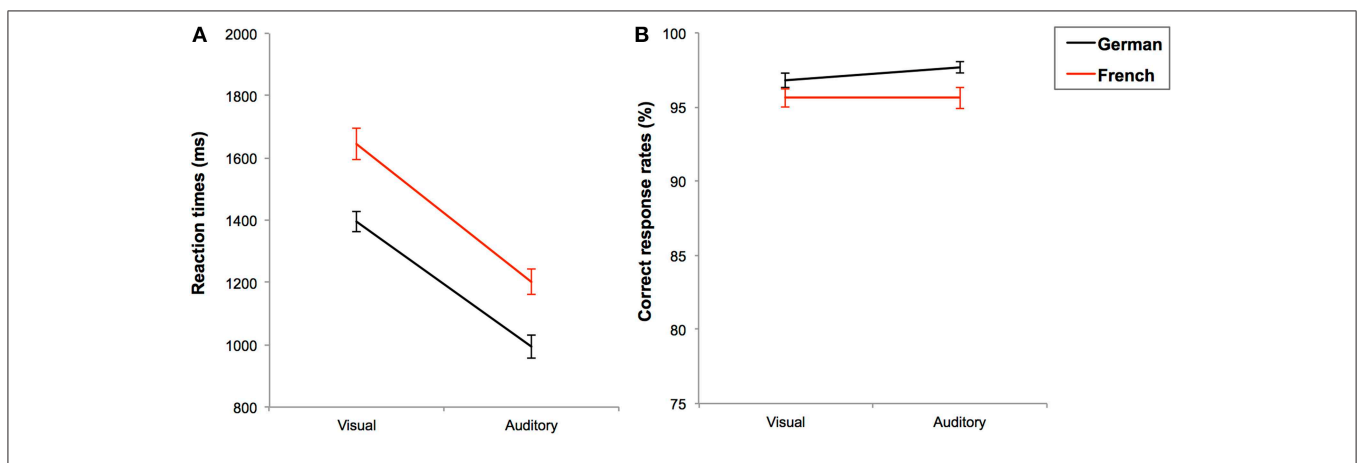 A
Reaction times (ms)
2000
1800
1600
1400
1200
1000
800
Visual
Auditory
B
Correct response rates (%)
100
95
90
85
80
75
Visual
Auditory
German
French